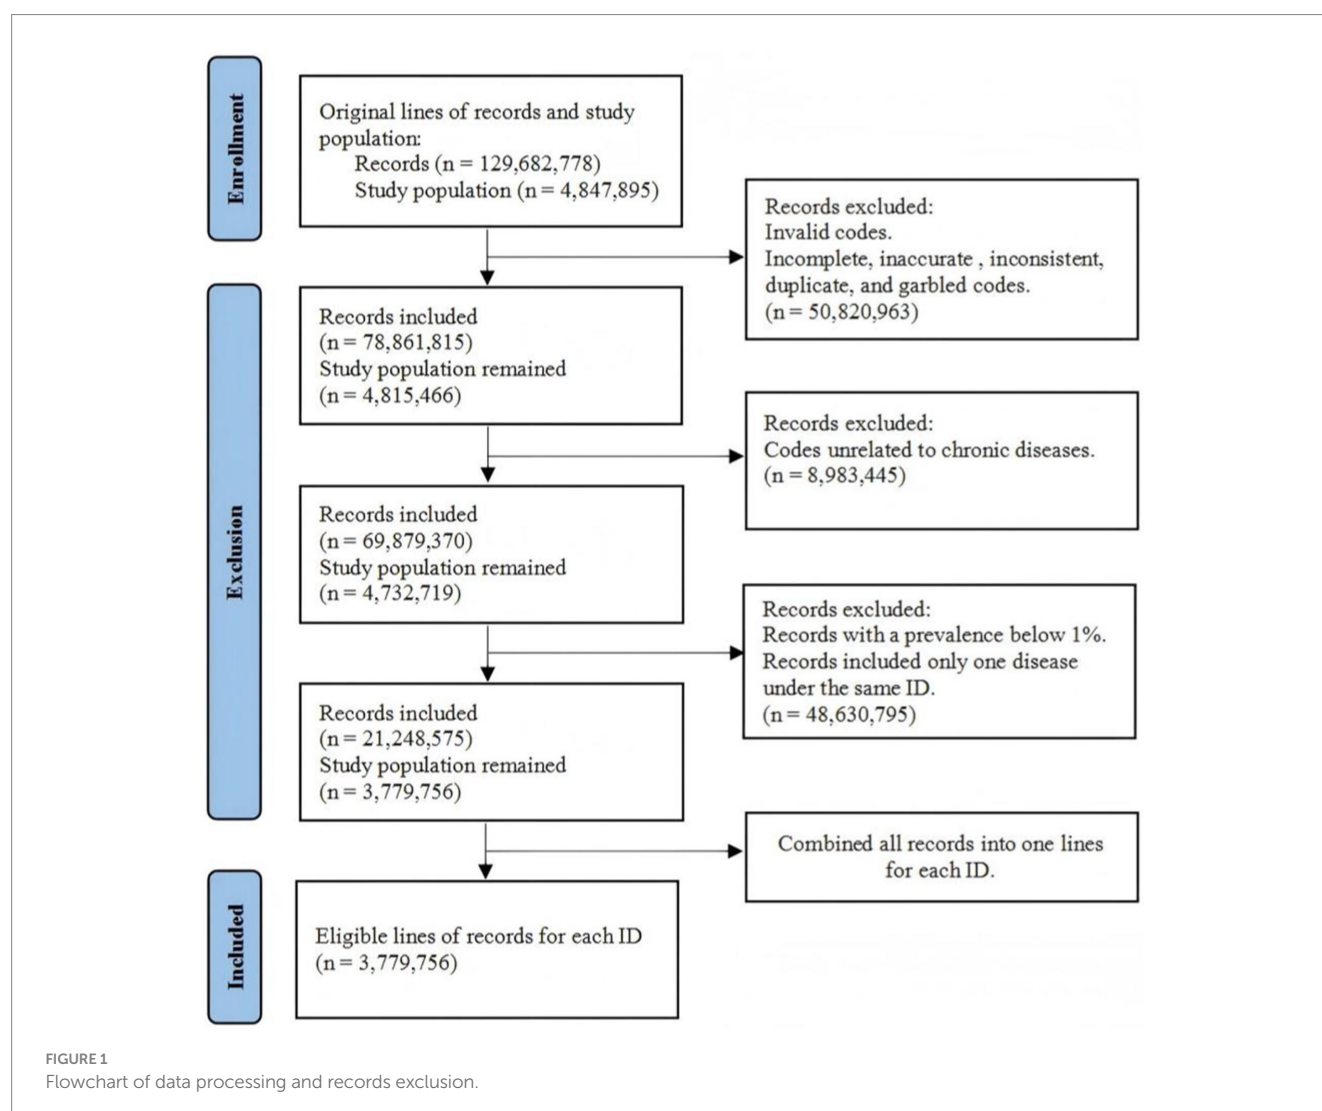 Enrollment
Original lines of records and study
population:
Records (n = 129,682,778)
Study population (n = 4,847,895)
Records excluded:
Invalid codes.
Incomplete, inaccurate , inconsistent,
duplicate, and garbled codes.
(n = 50,820,963)
Exclusion
Records included
(n = 78,861,815)
Study population remained
(n = 4,815,466)
Records excluded:
Codes unrelated to chronic diseases.
(n = 8,983,445)
Records included
(n = 69,879,370)
Study population remained
(n = 4,732,719)
Records excluded:
Records with a prevalence below 1%.
Records included only one disease
under the same ID.
(n = 48,630,795)
Records included
(n = 21,248,575)
Study population remained
(n = 3,779,756)
Combined all records into one lines
for each ID.
Included
Eligible lines of records for each ID
(n = 3,779,756)
FIGURE 1
Flowchart of data processing and records exclusion.